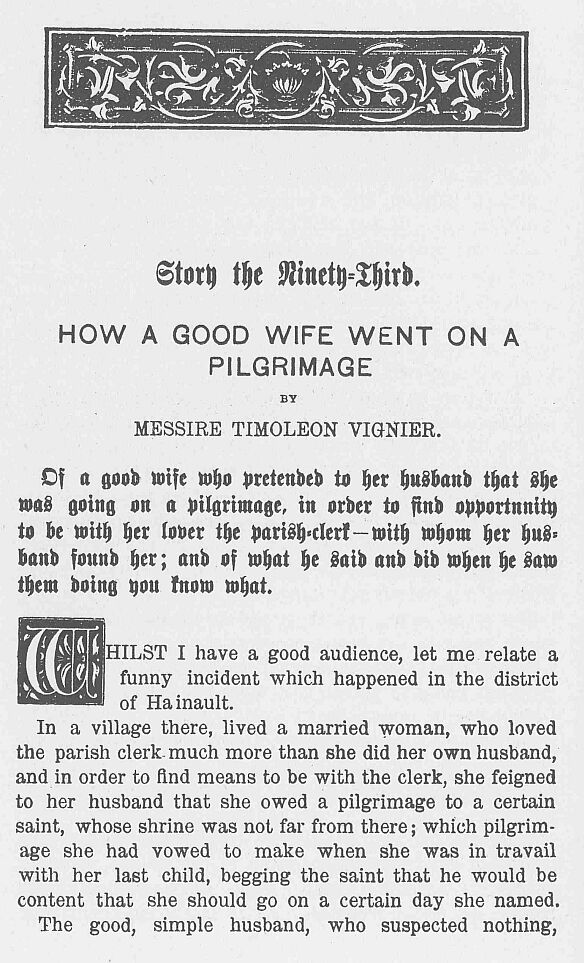 Story the Ninety-Third.
HOW A GOOD WIFE WENT ON A
PILGRIMAGE
BY
MESSIRE TIMOLEON VIGNIER.
Of a good wife who pretended to her husband that she
was going on a pilgrimage, in order to find opportnnity
to be with her lover the parish-clerk—with whom her hus-
band found her; and of what he said and did when he saw
them doing you know what.
WHILST I have a good audience, let me relate a
funny incident which happened in the district
of Hainault.
In a village there, lived a married woman, who loved
the parish clerk much more than she did her own husband,
and in order to find means to be with the clerk, she feigned
to her husband that she owed a pilgrimage to a certain
saint, whose shrine was not far from there; which pilgrim-
age she had vowed to make when she was in travail
with her last child, begging the saint that he would be
content that she should go on a certain day she named.
The good, simple husband, who suspected nothing,